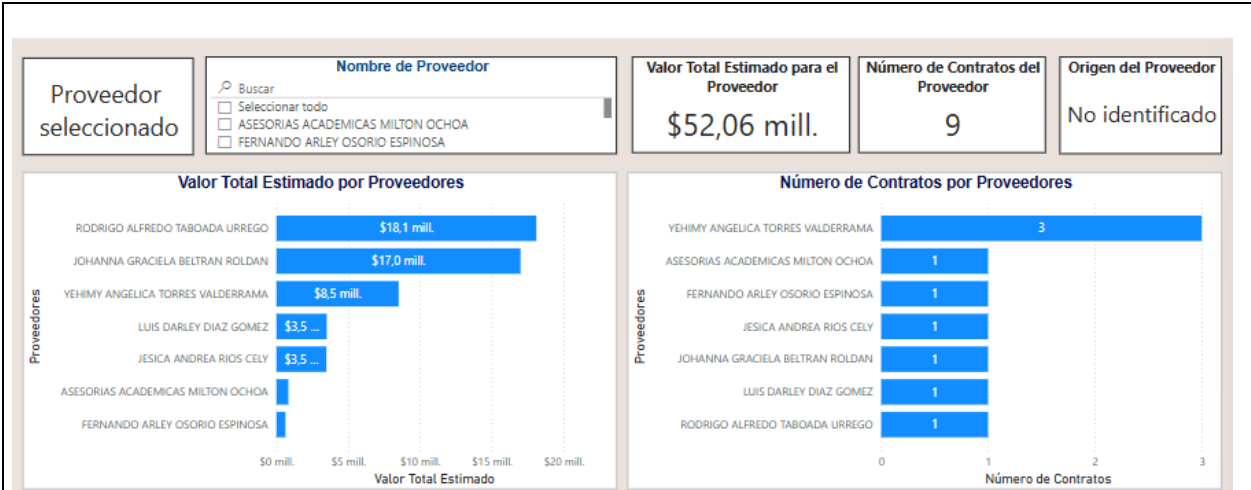 Proveedor
seleccionado
Nombre de Proveedor
Buscar
Seleccionar todo
ASESORIAS ACADEMICAS MILTON OCHOA
FERNANDO ARLEY OSORIO ESPINOSA
Valor Total Estimado para el
Proveedor
$52,06 mill.
Número de Contratos del
Proveedor
9
Origen del Proveedor
No identificado
Valor Total Estimado por Proveedores
Proveedores
RODRIGO ALFREDO TABOADA URREGO $18,1 mill.
JOHANNA GRACIELA BELTRAN ROLDAN $17,0 mill.
YEHIMY ANGELICA TORRES VALDERRAMA $8,5 mill.
LUIS DARLEY DIAZ GOMEZ $3,5 ...
JESICA ANDREA RIOS CELY $3,5 ...
ASESORIAS ACADEMICAS MILTON OCHOA
FERNANDO ARLEY OSORIO ESPINOSA
$0 mill. $5 mill. $10 mill. $15 mill. $20 mill.
Valor Total Estimado
Número de Contratos por Proveedores
Proveedores
YEHIMY ANGELICA TORRES VALDERRAMA 3
ASESORIAS ACADEMICAS MILTON OCHOA 1
FERNANDO ARLEY OSORIO ESPINOSA 1
JESICA ANDREA RIOS CELY 1
JOHANNA GRACIELA BELTRAN ROLDAN 1
LUIS DARLEY DIAZ GOMEZ 1
RODRIGO ALFREDO TABOADA URREGO 1
0 1 2 3
Número de Contratos